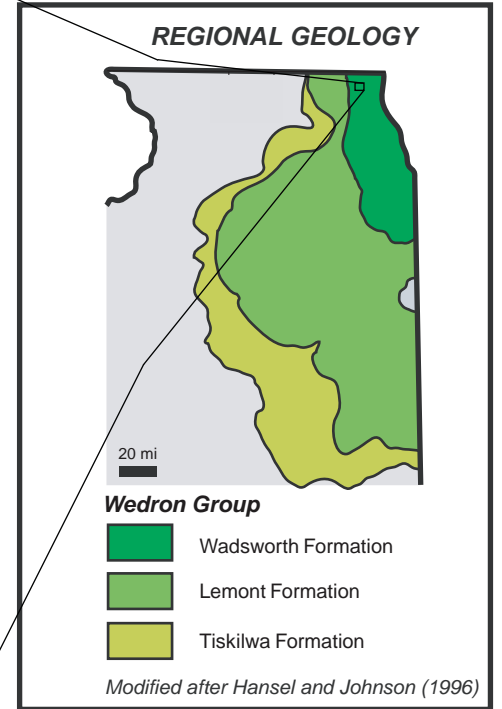 REGIONAL GEOLOGY
20 mi
Wedron Group
Wadsworth Formation
Lemont Formation
Tiskilwa Formation
Modified after Hansel and Johnson (1996)